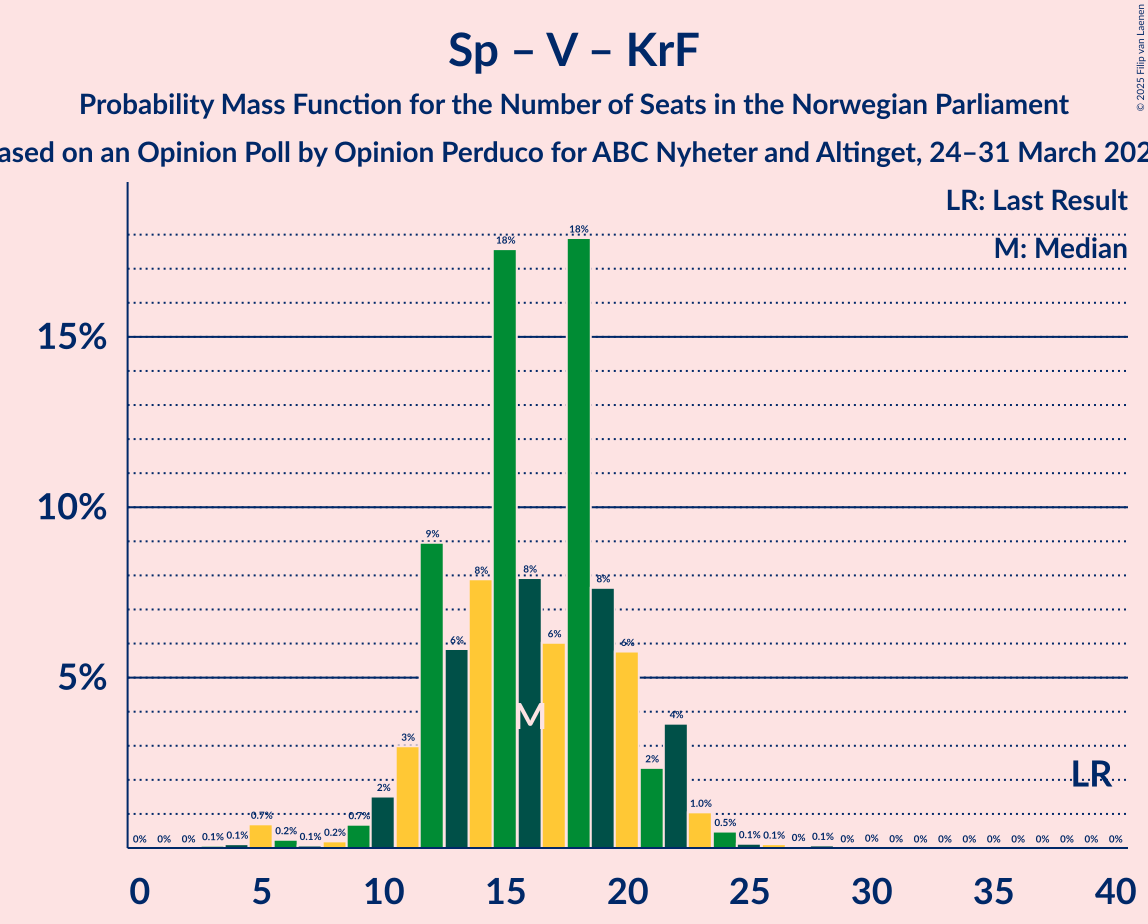 Sp – V – KrF
Probability Mass Function for the Number of Seats in the Norwegian Parliament
ased on an Opinion Poll by Opinion Perduco for ABC Nyheter and Altinget, 24–31 March 202
© 2025 Filip van Laenen
LR: Last Result
M: Median
15%
10%
5%
0% 0% 0% 0.1% 0.1% 0.7% 0.2% 0.1% 0.2% 0.7% 2% 3% 9% 6% 8% 18% 8% 6% 18% 8% 6% 2% 4% 1.0% 0.5% 0.1% 0.1% 0% 0.1% 0% 0% 0% 0% 0% 0% 0% 0% 0% 0% 0% 0%
M
LR
0 5 10 15 20 25 30 35 40